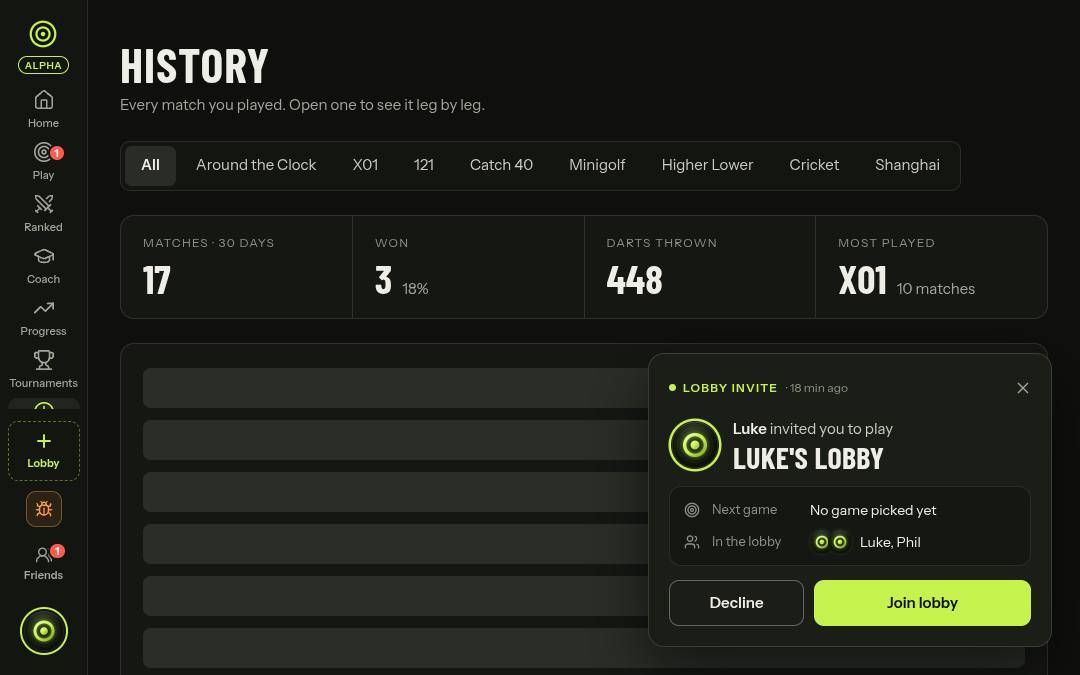 ALPHA
Home
1
Play
Ranked
Coach
Progress
Tournaments
Lobby
1
Friends
HISTORY
Every match you played. Open one to see it leg by leg.
All Around the Clock X01 121 Catch 40 Minigolf Higher Lower Cricket Shanghai
MATCHES · 30 DAYS
17
WON
3 18%
DARTS THROWN
448
MOST PLAYED
X01 10 matches
LOBBY INVITE · 18 min ago
Luke invited you to play
LUKE'S LOBBY
Next game No game picked yet
In the lobby Luke, Phil
Decline Join lobby